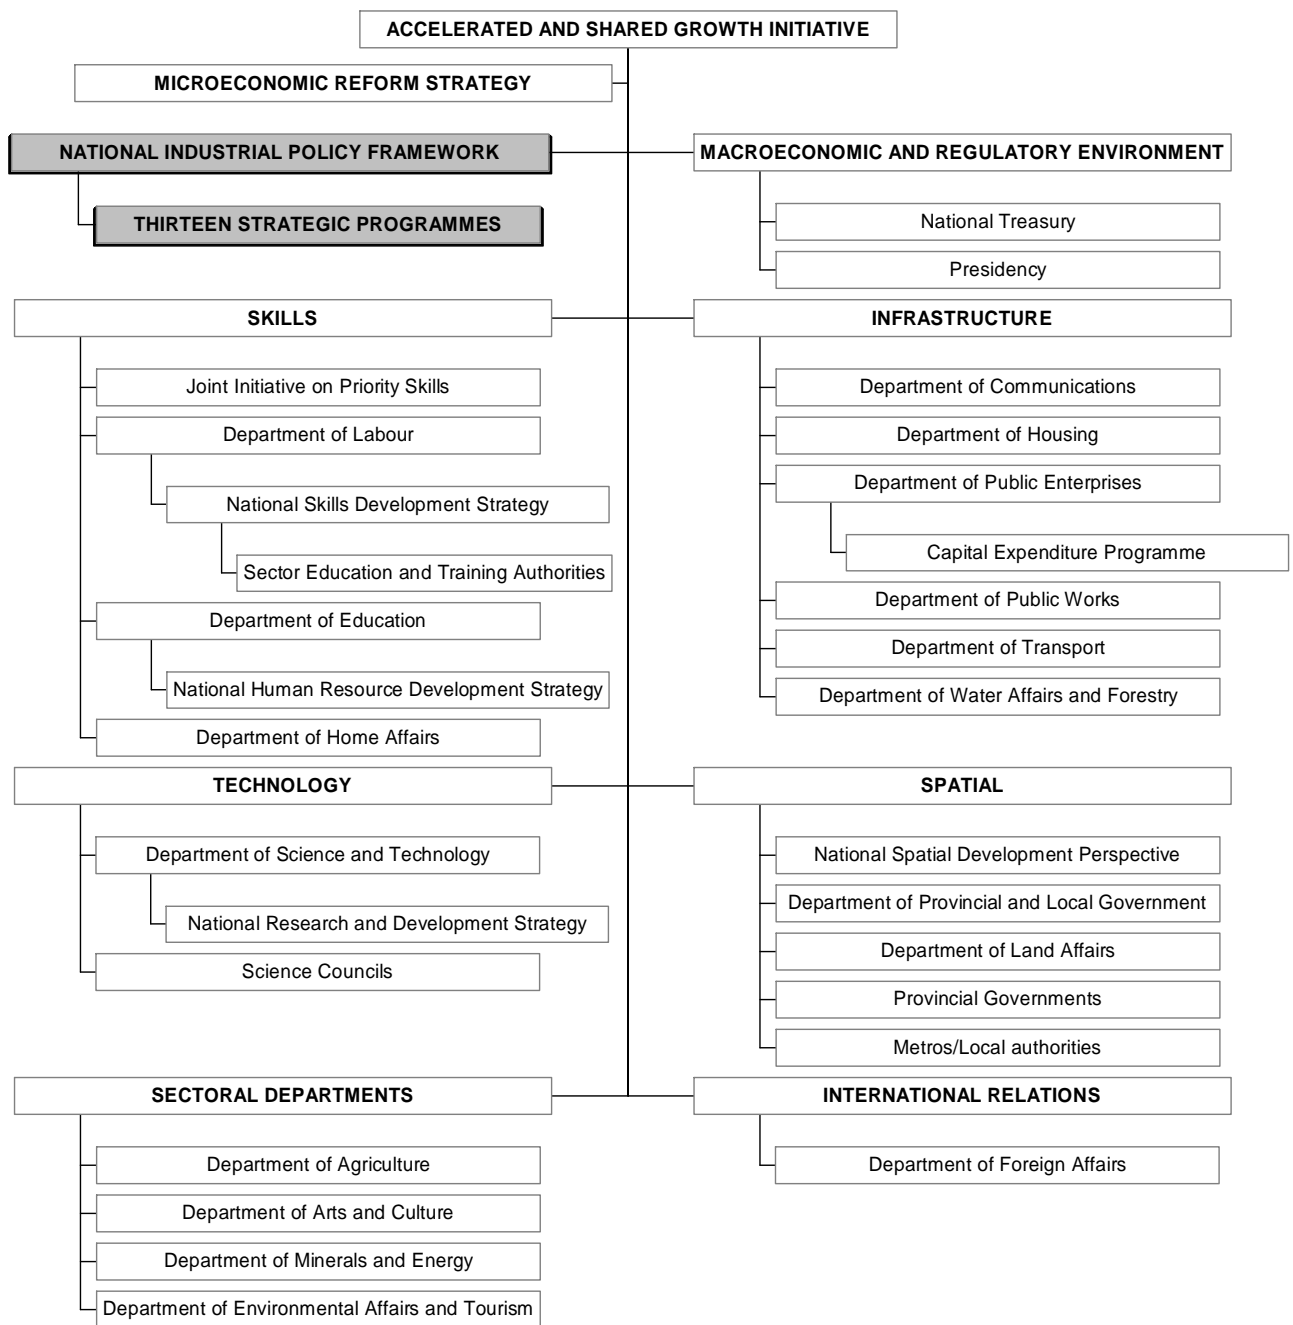 ACCELERATED AND SHARED GROWTH INITIATIVE
MICROECONOMIC REFORM STRATEGY
NATIONAL INDUSTRIAL POLICY FRAMEWORK
THIRTEEN STRATEGIC PROGRAMMES
MACROECONOMIC AND REGULATORY ENVIRONMENT
National Treasury
Presidency
SKILLS
Joint Initiative on Priority Skills
Department of Labour
National Skills Development Strategy
Sector Education and Training Authorities
Department of Education
National Human Resource Development Strategy
Department of Home Affairs
INFRASTRUCTURE
Department of Communications
Department of Housing
Department of Public Enterprises
Capital Expenditure Programme
Department of Public Works
Department of Transport
Department of Water Affairs and Forestry
TECHNOLOGY
Department of Science and Technology
National Research and Development Strategy
Science Councils
SPATIAL
National Spatial Development Perspective
Department of Provincial and Local Government
Department of Land Affairs
Provincial Governments
Metros/Local authorities
SECTORAL DEPARTMENTS
Department of Agriculture
Department of Arts and Culture
Department of Minerals and Energy
Department of Environmental Affairs and Tourism
INTERNATIONAL RELATIONS
Department of Foreign Affairs